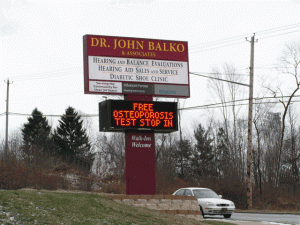 DR. JOHN BALKO
& ASSOCIATES
HEARING AND BALANCE EVALUATIONS
HEARING AID SALES AND SERVICE
DIABETIC SHOE CLINIC
FREE
OSTEOPOROSIS
TEST STOP IN
Walk-ins
Welcome